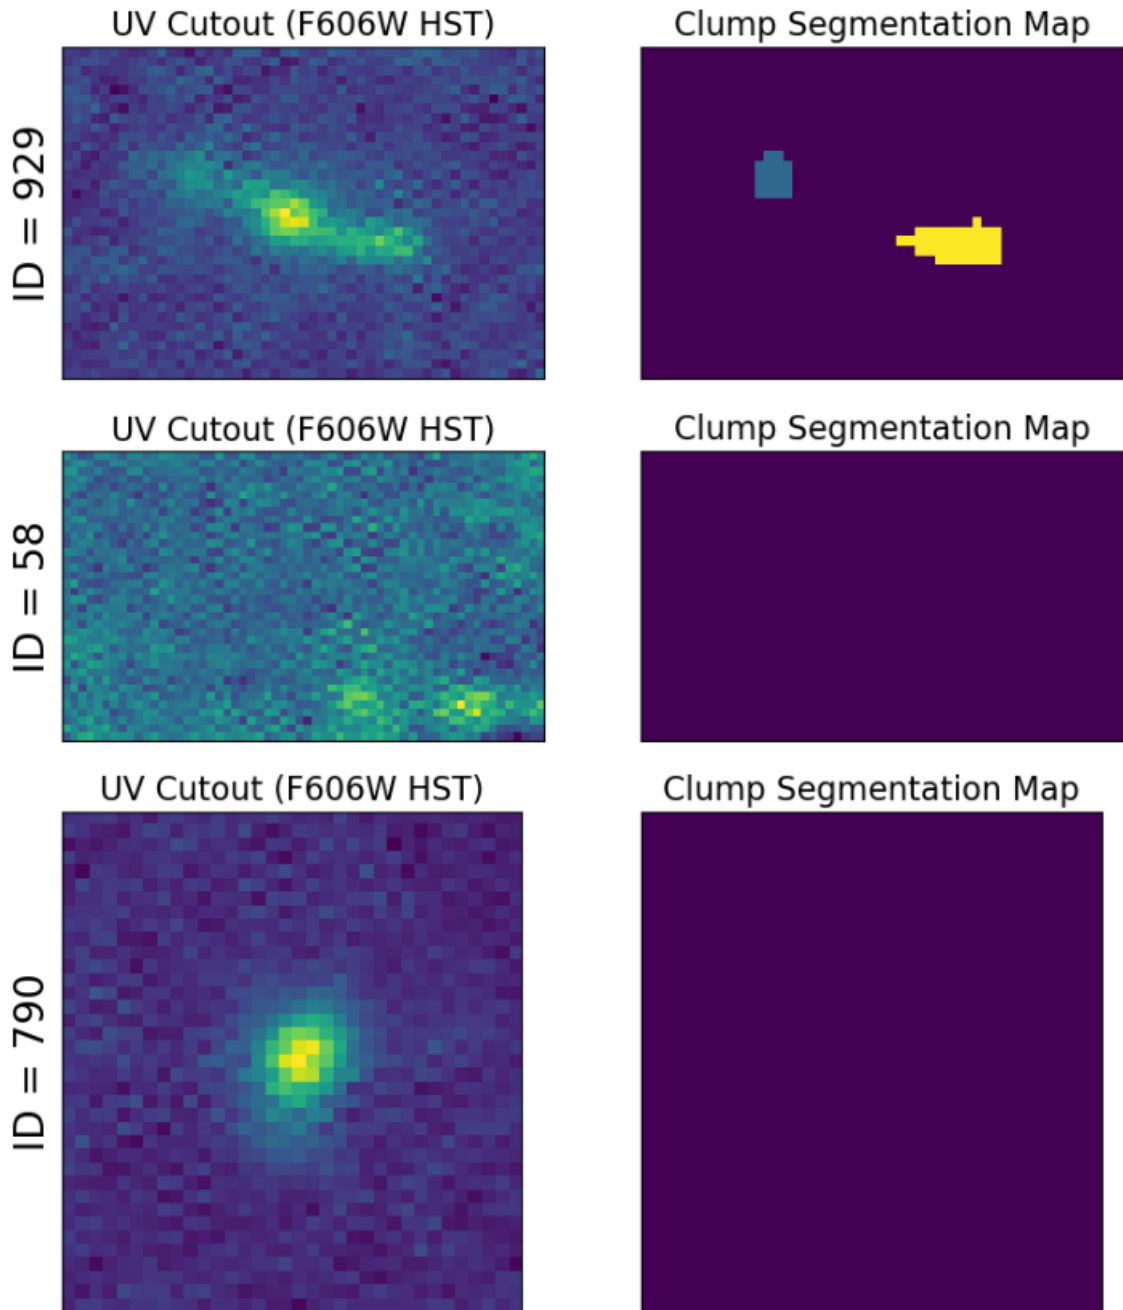 UV Cutout (F606W HST) Clump Segmentation Map
ID = 929
UV Cutout (F606W HST) Clump Segmentation Map
ID = 58
UV Cutout (F606W HST) Clump Segmentation Map
ID = 790